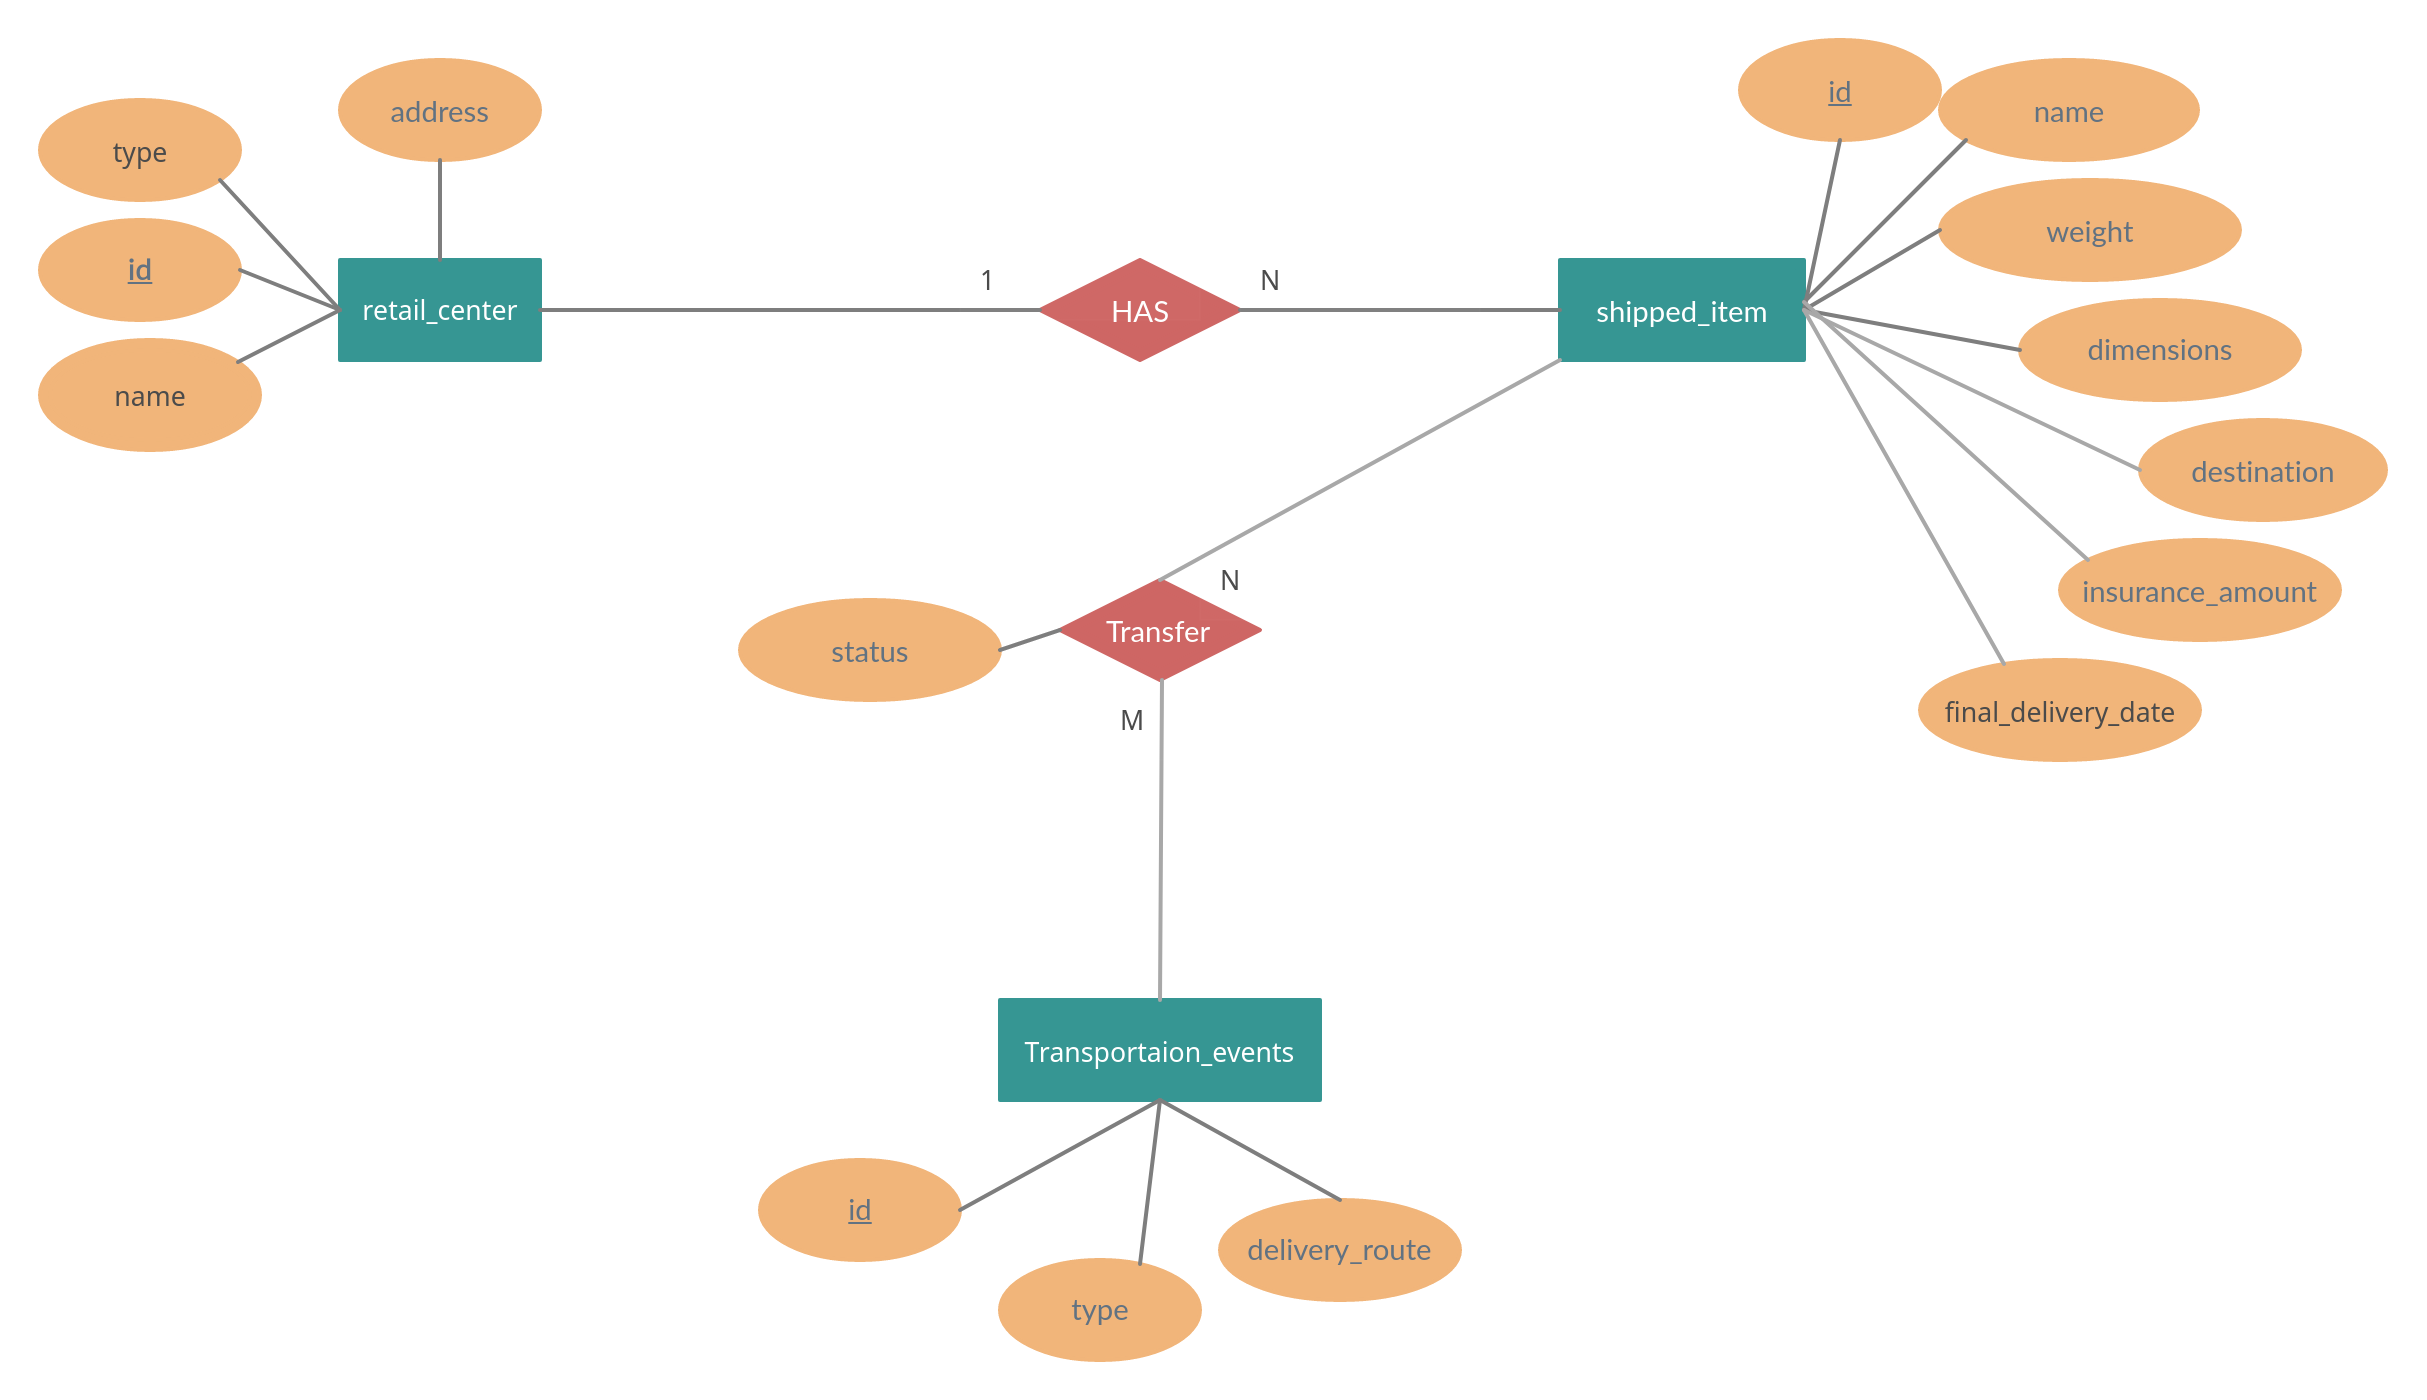 id
name
address
type
weight
id
retail_center
1
HAS
N
shipped_item
dimensions
name
destination
N
insurance_amount
Transfer
status
M
final_delivery_date
Transportaion_events
id
delivery_route
type